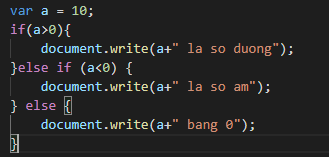 var a = 10;
if(a>0){
    document.write(a+" la so duong");
}else if (a<0) {
    document.write(a+" la so am");
} else {
    document.write(a+" bang 0");
}